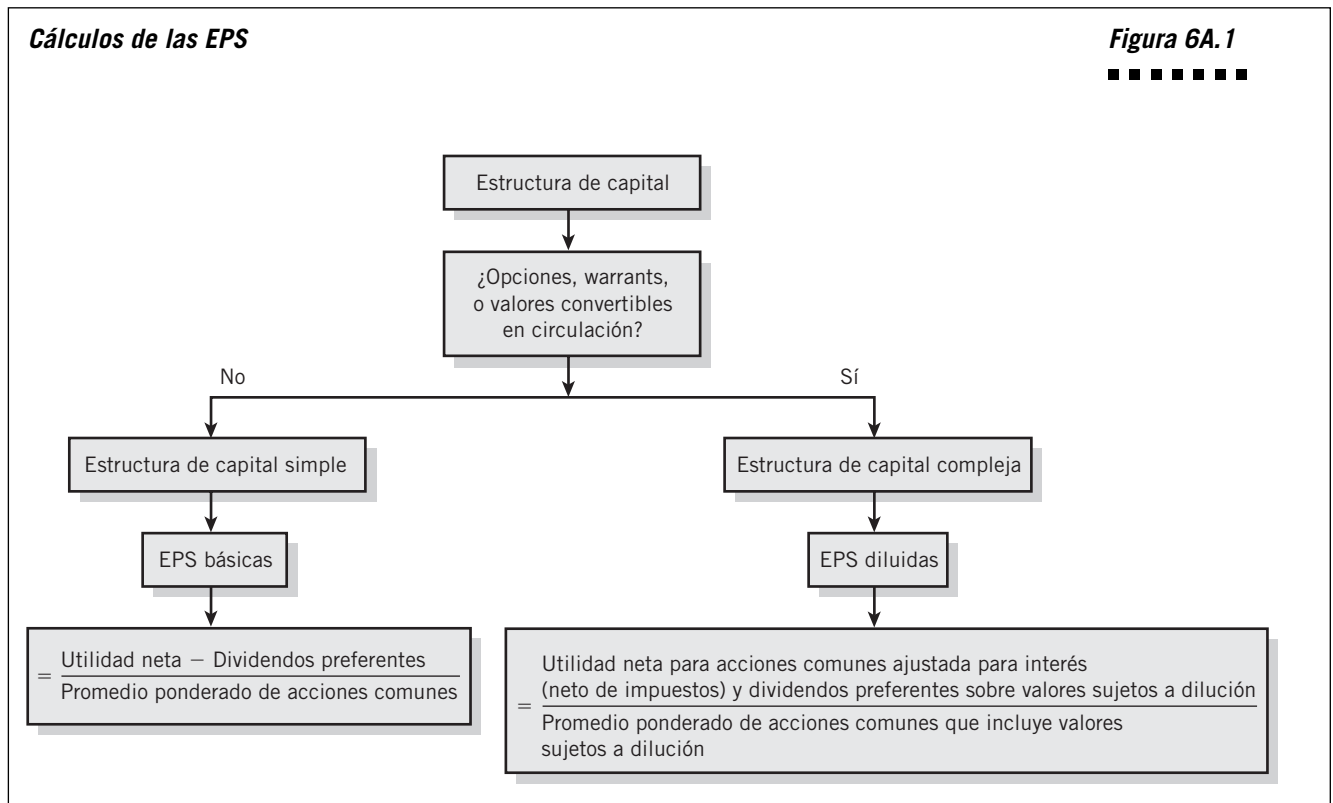 Cálculos de las EPS
Figura 6A.1
Estructura de capital
¿Opciones, warrants,
o valores convertibles
en circulación?
No
Sí
Estructura de capital simple
Estructura de capital compleja
EPS básicas
EPS diluidas
= Utilidad neta − Dividendos preferentes
Promedio ponderado de acciones comunes
Utilidad neta para acciones comunes ajustada para interés
= (neto de impuestos) y dividendos preferentes sobre valores sujetos a dilución
Promedio ponderado de acciones comunes que incluye valores
sujetos a dilución